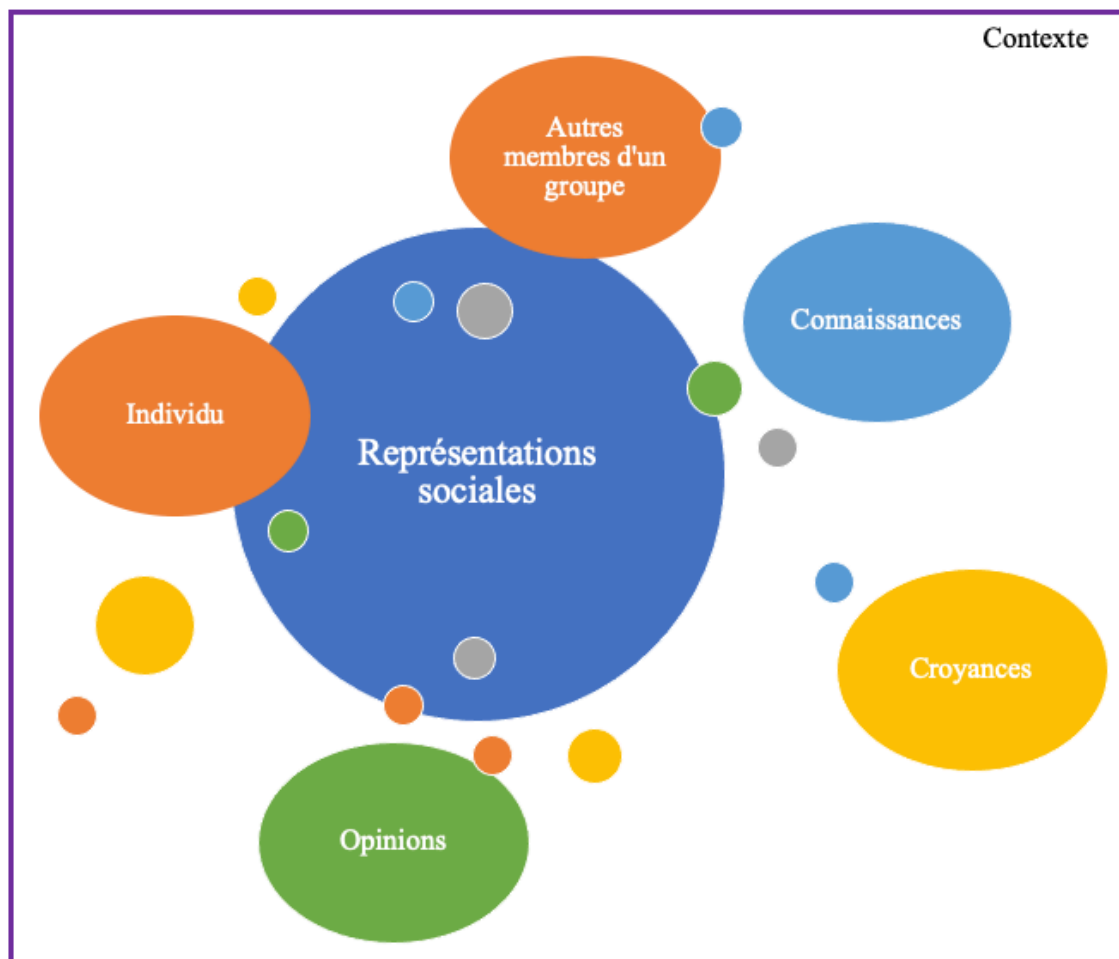 Contexte
Autres
membres d'un
groupe
Connaissances
Individu
Représentations
sociales
Croyances
Opinions